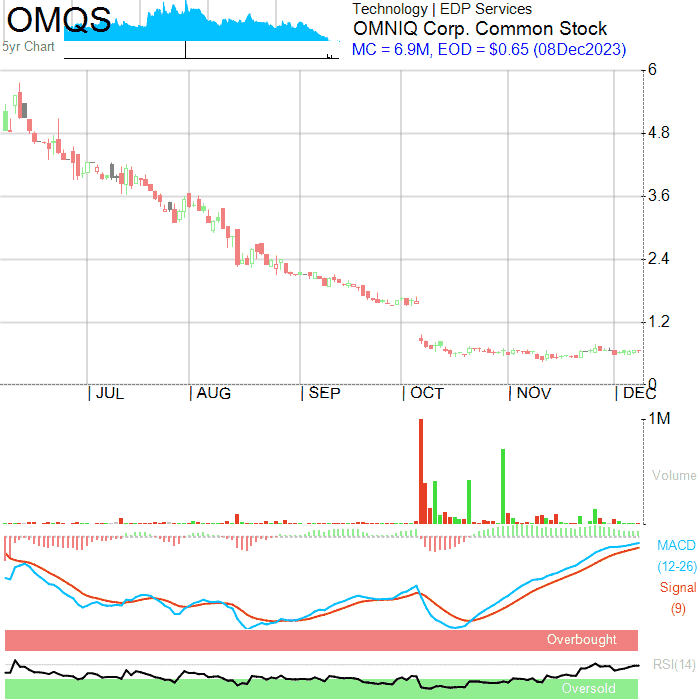 OMQS
5yr Chart
Technology | EDP Services
OMNIQ Corp. Common Stock
MC = 6.9M, EOD = $0.65 (08Dec2023)
6
4.8
3.6
2.4
1.2
0
| JUL | AUG | SEP | OCT | NOV | DEC
1M
Volume
MACD
(12-26)
Signal
(9)
Overbought
RSI(14)
Oversold